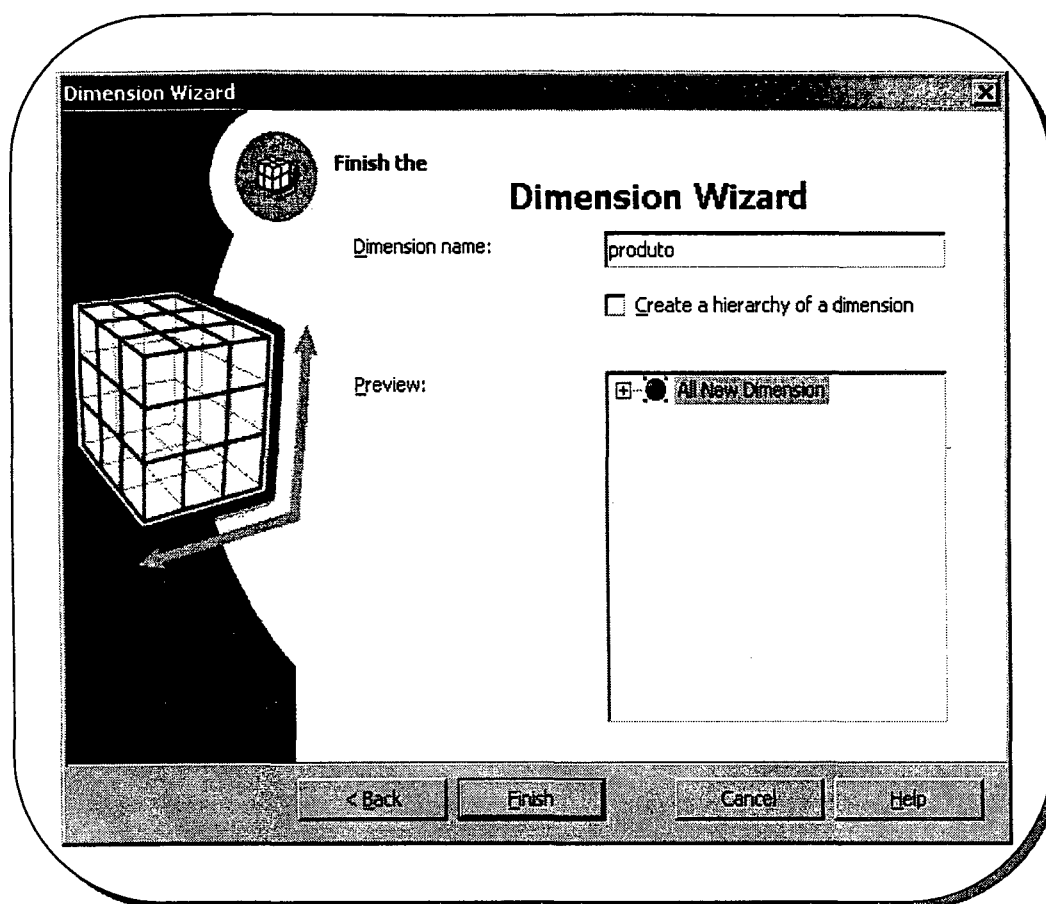 Dimension Wizard
Finish the
Dimension Wizard
Dimension name:
produto
Create a hierarchy of a dimension
Preview:
All New Dimension
< Back
Finish
Cancel
Help